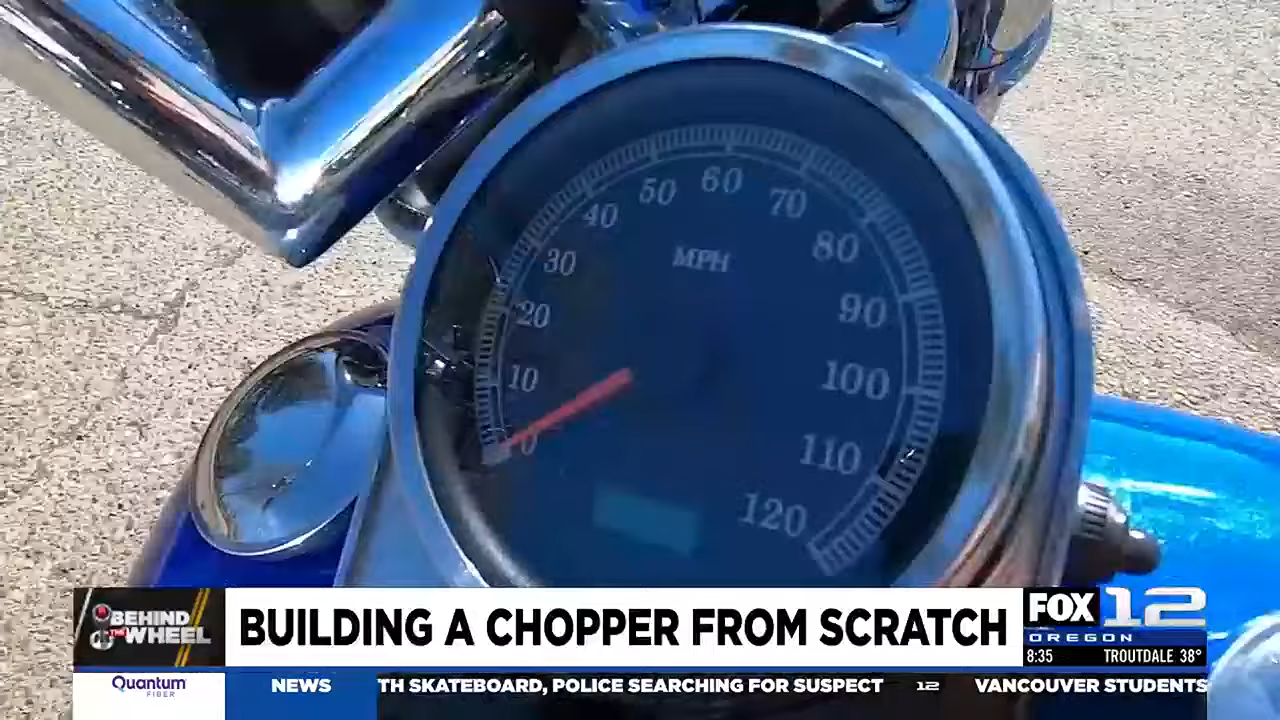 60
50
70
40
80
MPH
30
90
20
10
100
0
110
120
BEHIND
THE WHEEL
BUILDING A CHOPPER FROM SCRATCH
FOX 12
OREGON
8:35 TROUTDALE 38°
Quantum
FIBER
NEWS
TH SKATEBOARD, POLICE SEARCHING FOR SUSPECT 12 VANCOUVER STUDENTS